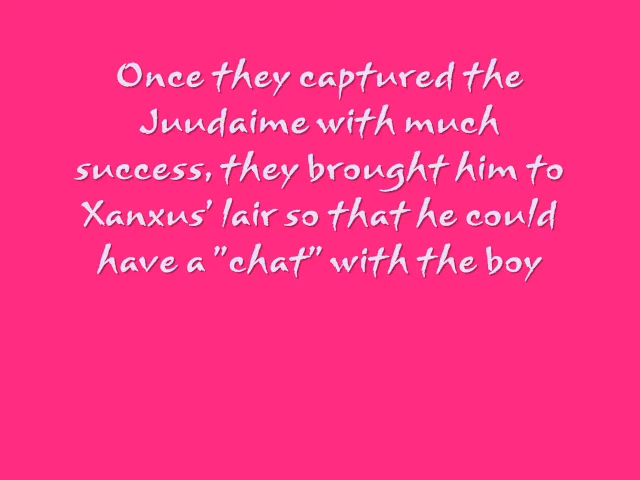 Once they captured the
Juudaime with much
success, they brought him to
Xanxus' lair so that he could
have a "chat" with the boy